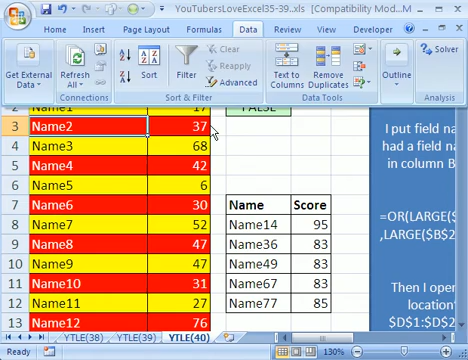 YouTubersLoveExcel35-39..xls [Compatibility Mod...
Home Insert Page Layout Formulas Data Review View
Get External Data
Refresh All
Connections
Sort
Filter
Clear
Reapply
Advanced
Sort & Filter
Text to Columns
Remove Duplicates
Data Tools
Outline
Solver
Analysis
2 Name1 17 FALSE
3 Name2 37
4 Name3 68
5 Name4 42
6 Name5 6
7 Name6 30 Name Score
8 Name7 52 Name14 95
9 Name8 47 Name36 83
10 Name9 47 Name49 83
11 Name10 31 Name67 83
12 Name11 27 Name77 85
13 Name12 76
I put field na
had a field na
in column B
=OR(LARGE($B$2
,LARGE($B$2:
Then I open
location"
$D$1:$D$2
YTLE(38) YTLE(39) YTLE(40)
Ready 130%